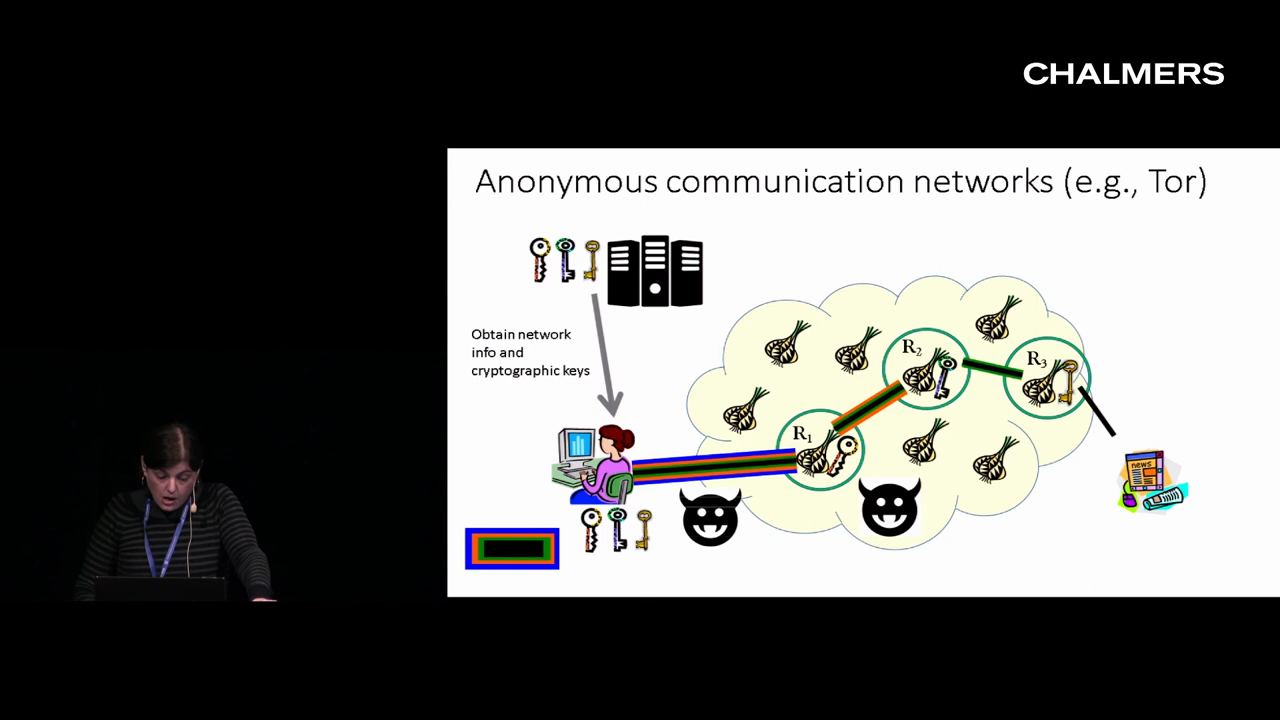 CHALMERS
Anonymous communication networks (e.g., Tor)
Obtain network
info and
cryptographic keys
R₂
R₃
R₁
news